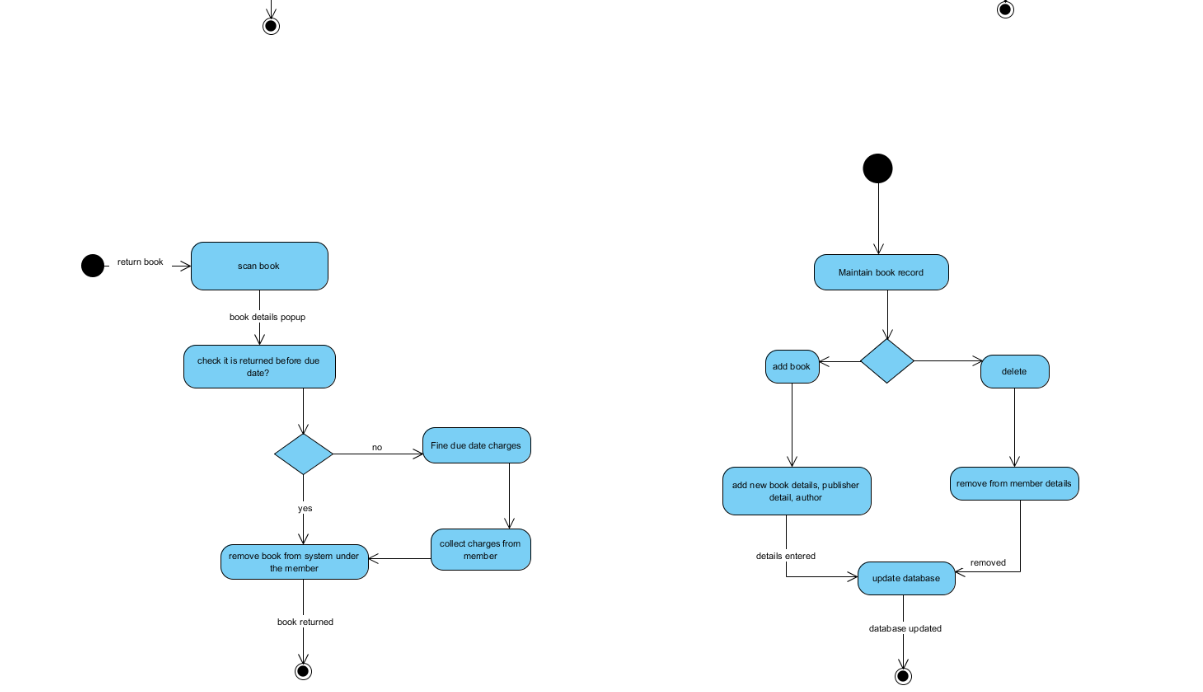 return book
scan book
book details popup
check it is returned before due
date?
no
Fine due date charges
yes
collect charges from
member
remove book from system under
the member
book returned
Maintain book record
add book
delete
add new book details, publisher
detail, author
remove from member details
details entered
removed
update database
database updated